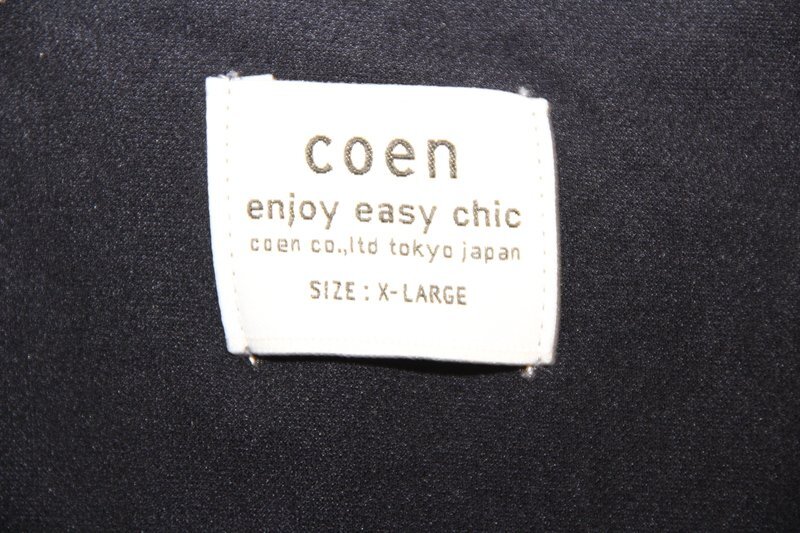 coen
enjoy easy chic
coen co.,ltd tokyo japan
SIZE : X-LARGE